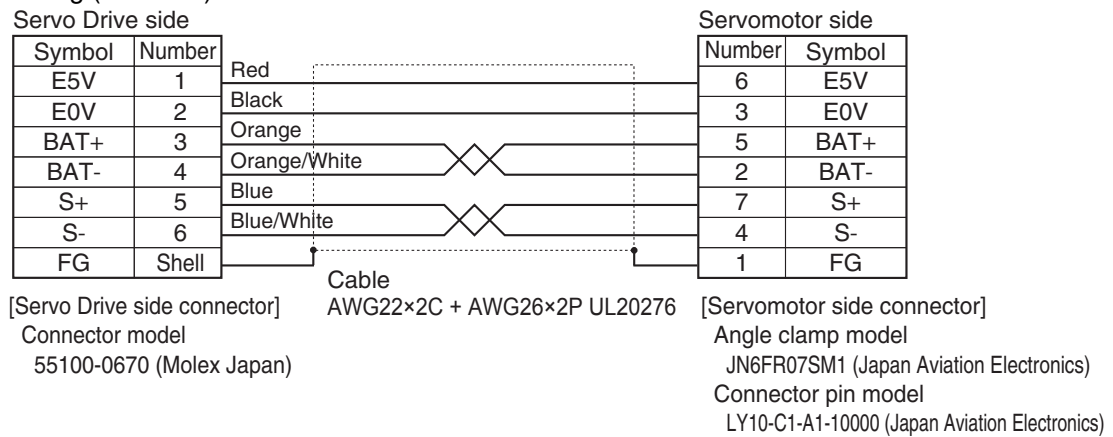 Servo Drive side
Servomotor side
Symbol Number
Number Symbol
E5V 1 Red 6 E5V
E0V 2 Black 3 E0V
BAT+ 3 Orange 5 BAT+
BAT- 4 Orange/White 2 BAT-
S+ 5 Blue 7 S+
S- 6 Blue/White 4 S-
FG Shell 1 FG
Cable
AWG22×2C + AWG26×2P UL20276
[Servo Drive side connector]
Connector model
55100-0670 (Molex Japan)
[Servomotor side connector]
Angle clamp model
JN6FR07SM1 (Japan Aviation Electronics)
Connector pin model
LY10-C1-A1-10000 (Japan Aviation Electronics)